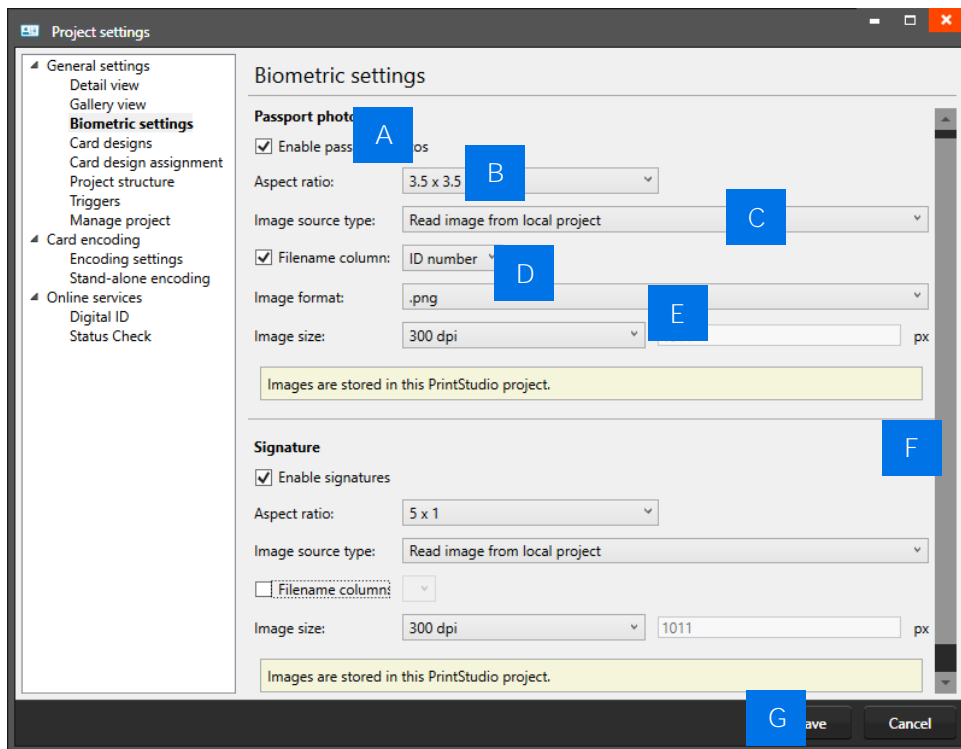 Project settings
General settings
Detail view
Gallery view
Biometric settings
Card designs
Card design assignment
Project structure
Triggers
Manage project
Card encoding
Encoding settings
Stand-alone encoding
Online services
Digital ID
Status Check
Biometric settings
Passport
A
Enable
B
Aspect ratio: 3.5 x 3.5
C
Image source type: Read image from local project
Filename column: ID number
D
Image format: .png
E
Image size: 300 dpi px
Images are stored in this PrintStudio project.
F
Signature
Enable signatures
Aspect ratio: 5 x 1
Image source type: Read image from local project
Filename column:
Image size: 300 dpi 1011 px
Images are stored in this PrintStudio project.
G
Cancel